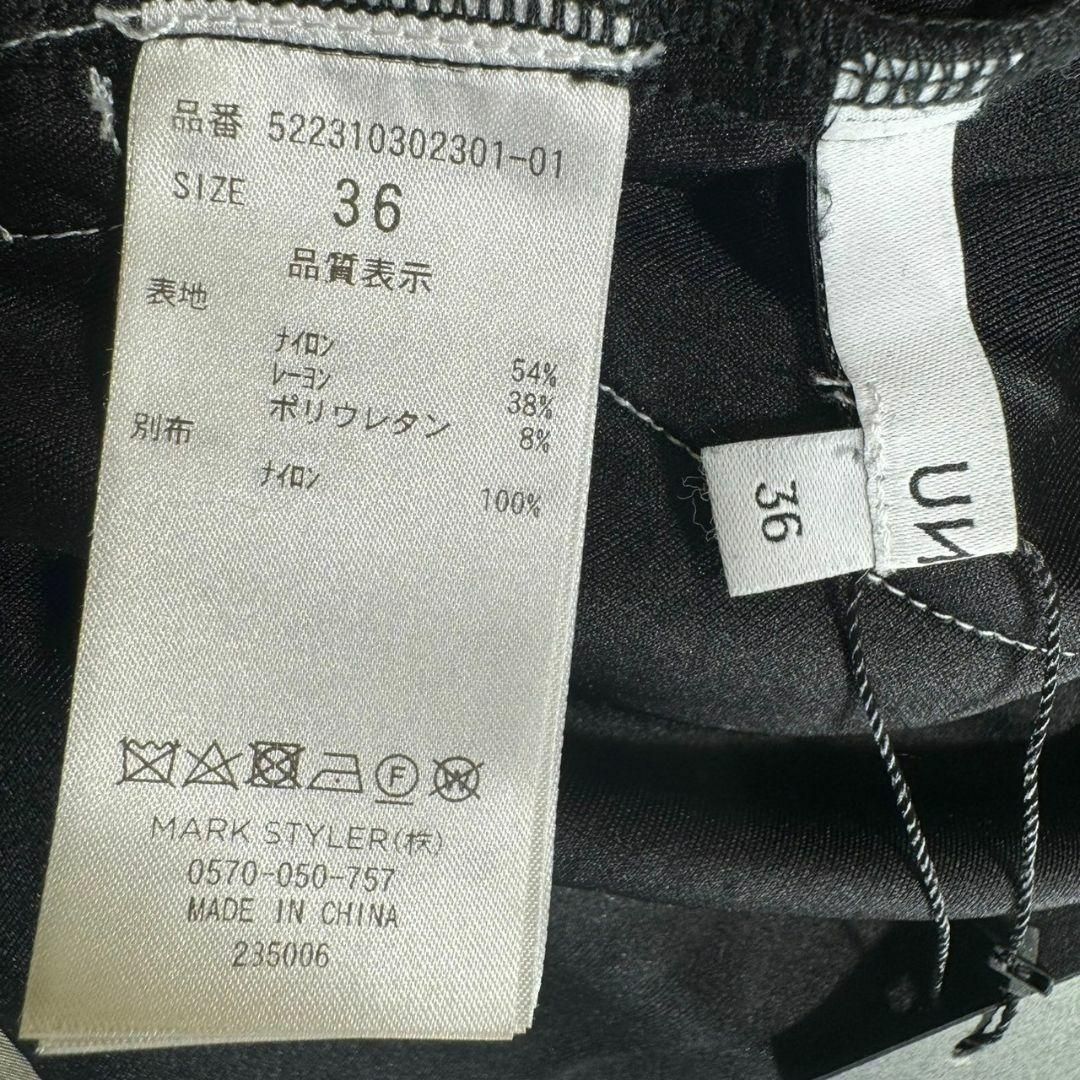 品番 522310302301-01
SIZE 36
品質表示
表地
ﾅｲﾛﾝ 54%
ﾚｰﾖﾝ 38%
ポリウレタン 8%
別布
ﾅｲﾛﾝ 100%
F
W
MARK STYLER(株)
0570-050-757
MADE IN CHINA
235006
36
UN